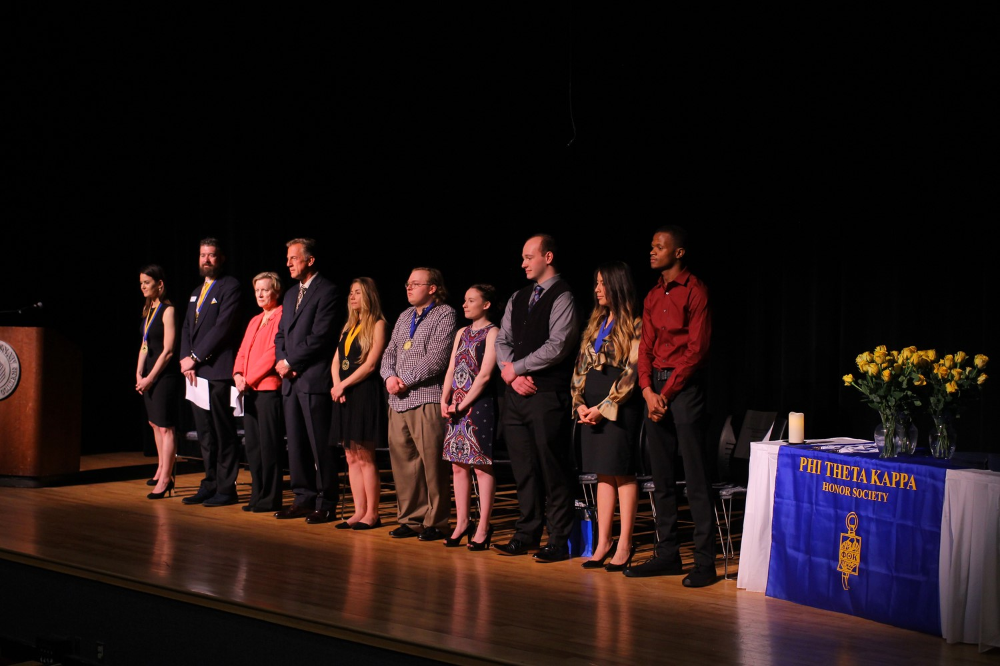 PHI THETA KAPPA
HONOR SOCIETY
ΦΘΚ